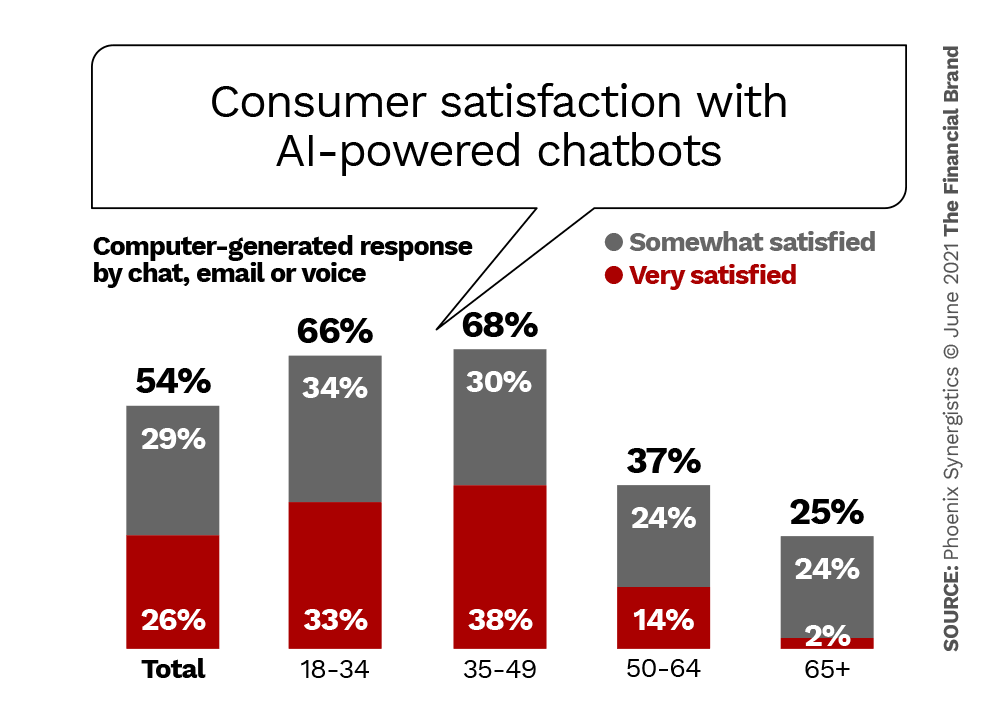 Consumer satisfaction with
AI-powered chatbots
Computer-generated response
by chat, email or voice
Somewhat satisfied
Very satisfied
54%
29%
26%
Total
66%
34%
33%
18-34
68%
30%
38%
35-49
37%
24%
14%
50-64
25%
24%
2%
65+
SOURCE: Phoenix Synergistics © June 2021 The Financial Brand